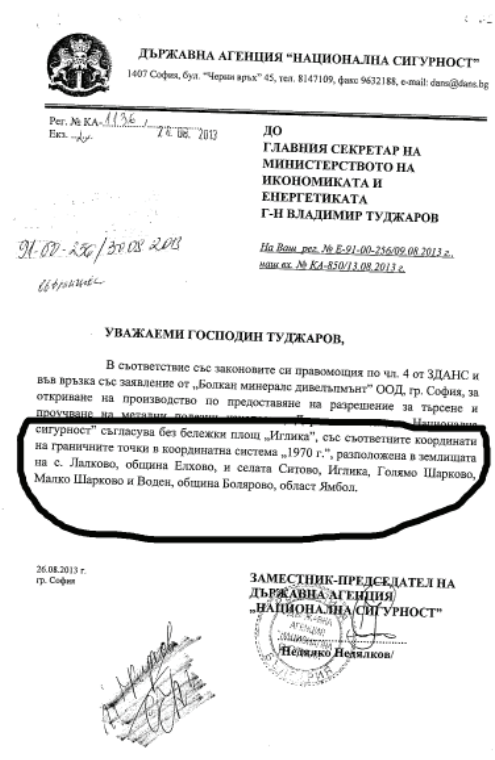 ДЪРЖАВНА АГЕНЦИЯ “НАЦИОНАЛНА СИГУРНОСТ”
1407 София, бул. “Черни връх” 45, тел. 8147109, факс 9632188, e-mail: dans@dans.bg
Рег. № КА-1136
Екз.
26.08.2013
ДО
ГЛАВНИЯ СЕКРЕТАР НА
МИНИСТЕРСТВОТО НА
ИКОНОМИКАТА И
ЕНЕРГЕТИКАТА
Г-Н ВЛАДИМИР ТУДЖАРОВ
91-00-256/30.08.2013
На Ваш рег. № Е-91-00-256/09.08.2013 г.,
наш вх. № КА-850/13.08.2013 г.
УВАЖАЕМИ ГОСПОДИН ТУДЖАРОВ,
В съответствие със законовите си правомощия по чл. 4 от ЗДАНС и
във връзка със заявление от „Болкан минералс дивелъпмънт” ООД, гр. София, за
откриване на производство по предоставяне на разрешение за търсене и
проучване на метални полезни
сигурност” съгласува без бележки площ „Иглика”, със съответните координати
на граничните точки в координатна система „1970 г.”, разположена в землищата
на с. Лалково, община Елхово, и селата Ситово, Иглика, Голямо Шарково,
Малко Шарково и Воден, община Болярово, област Ямбол.
26.08.2013 г.
гр. София
ЗАМЕСТНИК-ПРЕДСЕДАТЕЛ НА
ДЪРЖАВНА АГЕНЦИЯ
„НАЦИОНАЛНА СИГУРНОСТ”
/Недялко Недялков/